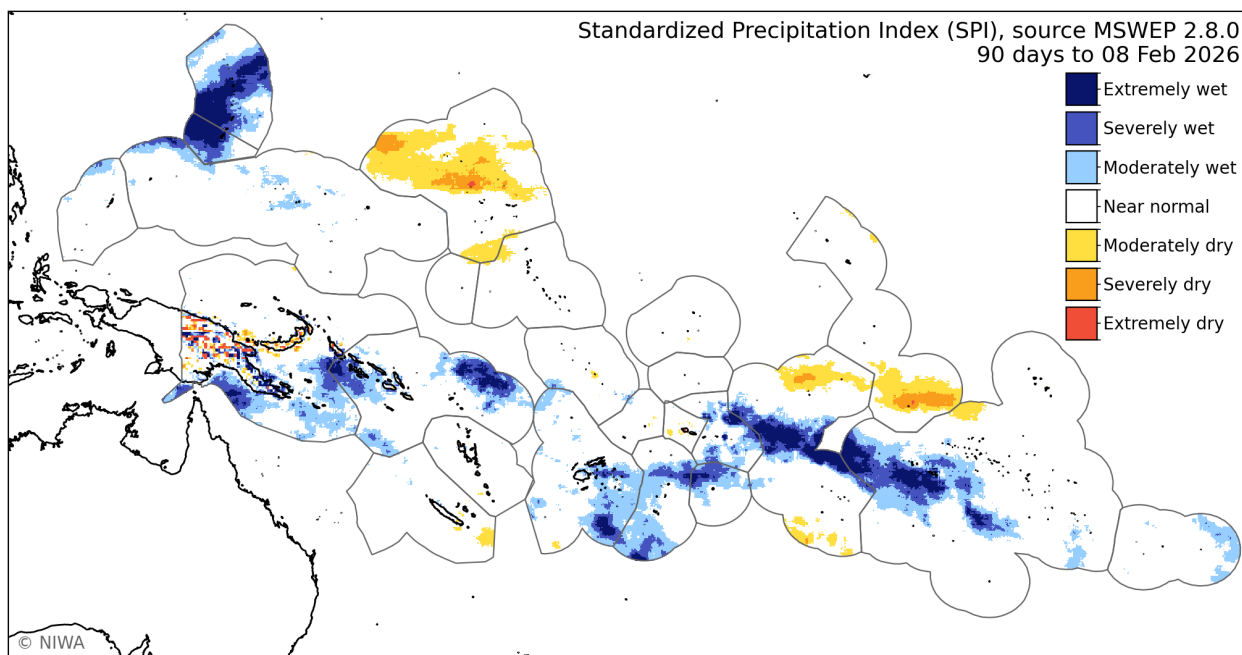 Standardized Precipitation Index (SPI), source MSWEP 2.8.0
90 days to 08 Feb 2026
Extremely wet
Severely wet
Moderately wet
Near normal
Moderately dry
Severely dry
Extremely dry
© NIWA